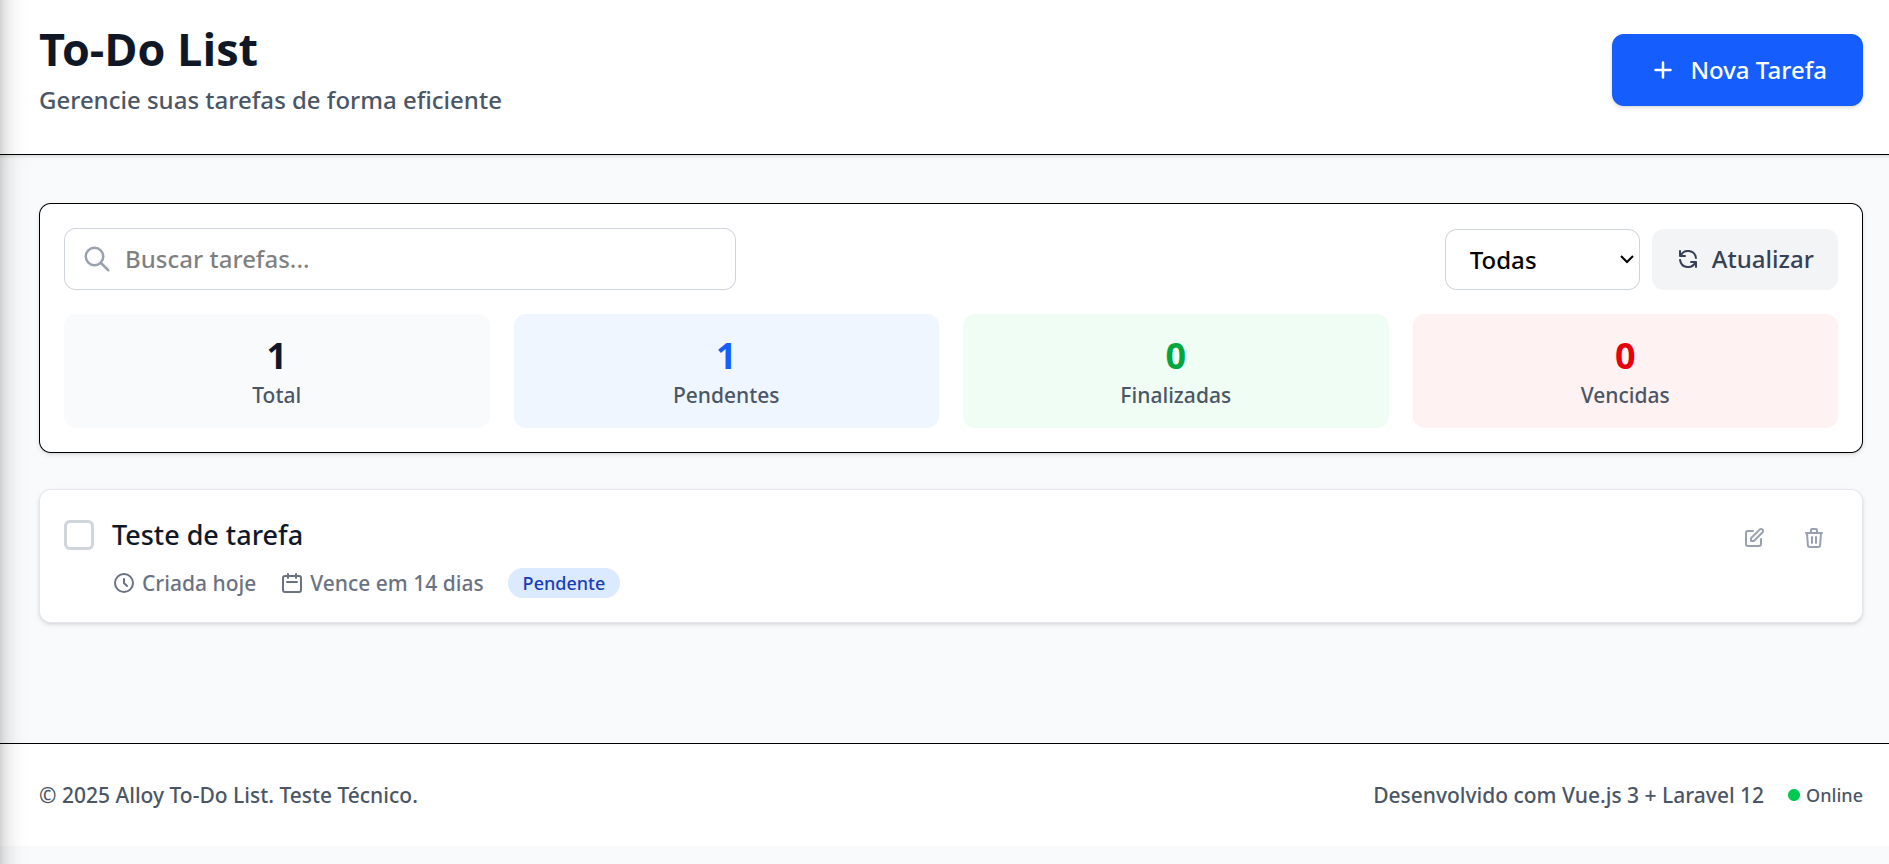 To-Do List
Gerencie suas tarefas de forma eficiente
Nova Tarefa
Buscar tarefas...
Todas
Atualizar
1
Total
1
Pendentes
0
Finalizadas
0
Vencidas
Teste de tarefa
Criada hoje
Vence em 14 dias
Pendente
© 2025 Alloy To-Do List. Teste Técnico.
Desenvolvido com Vue.js 3 + Laravel 12
Online